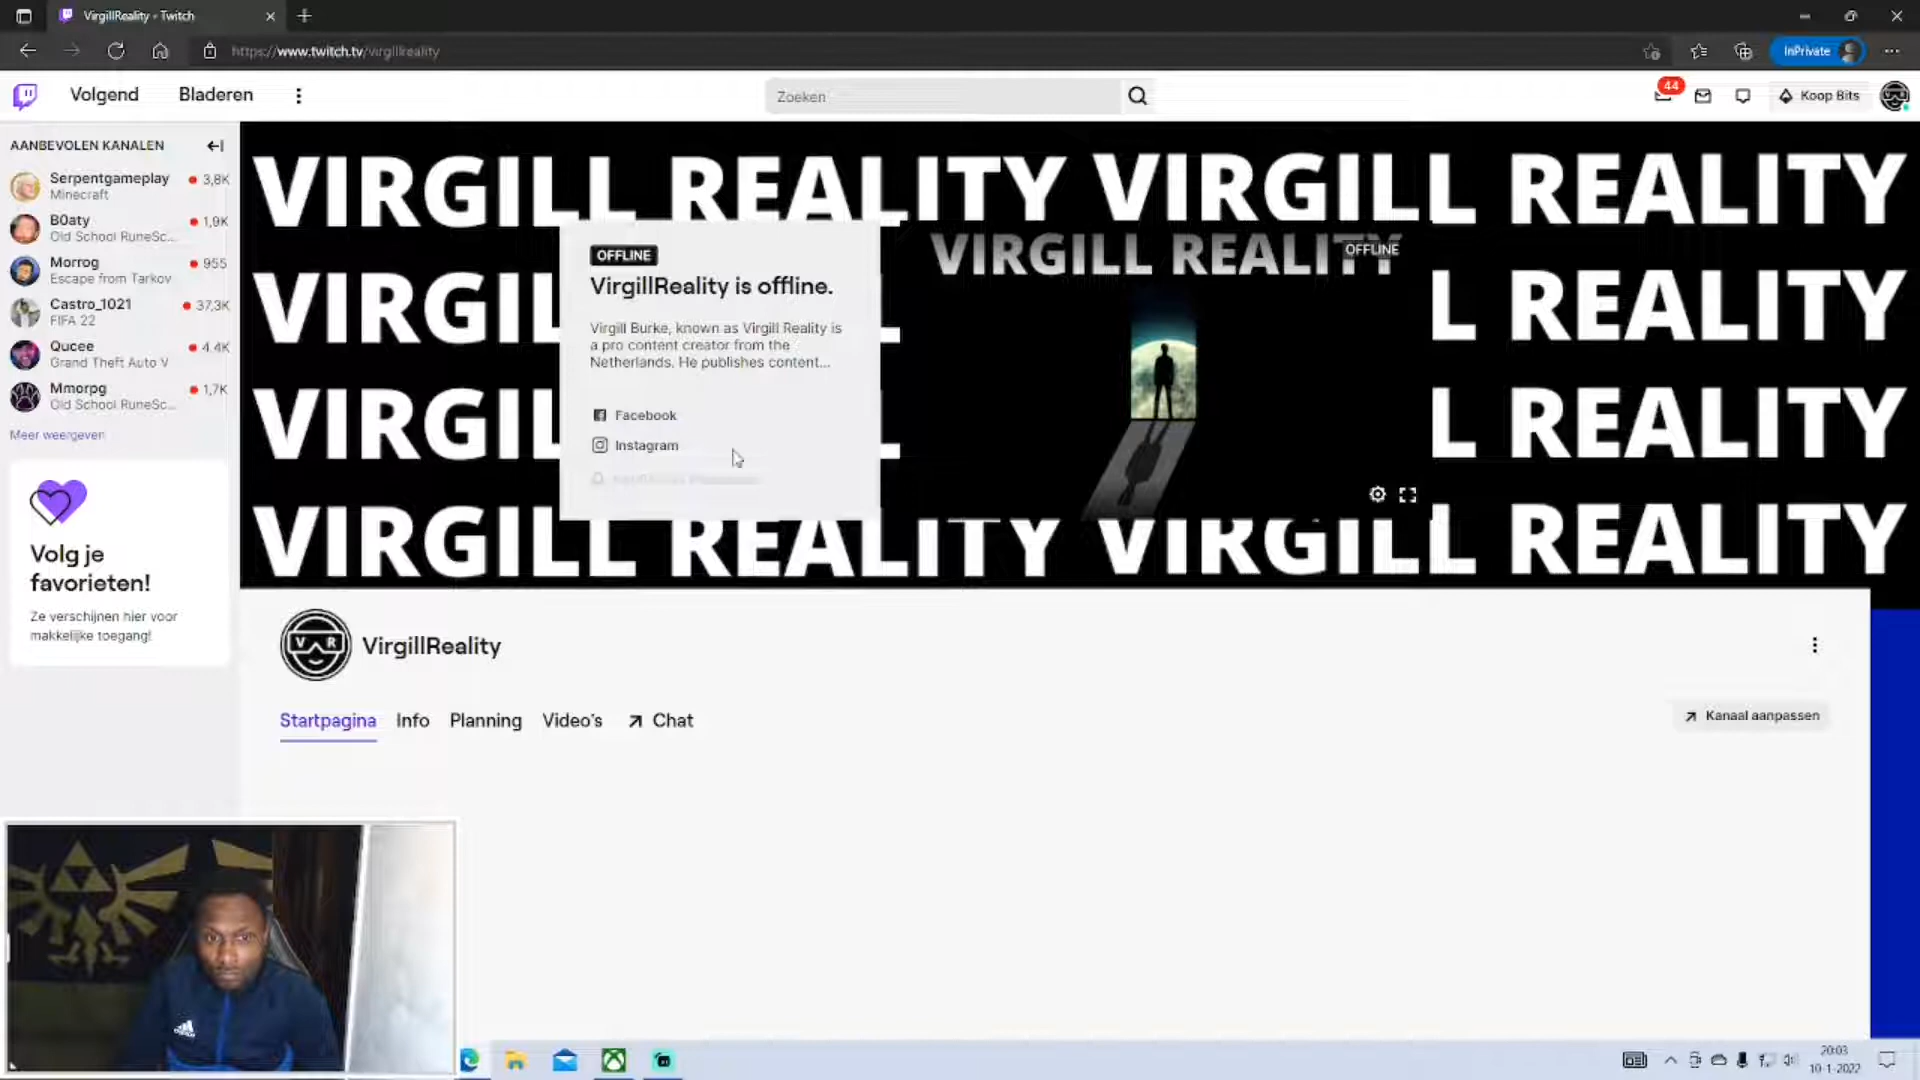 VirgillReality - Twitch
https://www.twitch.tv/virgillreality
InPrivate
Volgend
Bladeren
Zoeken
44
Koop Bits
AANBEVOLEN KANALEN
Serpentgameplay
3,8K
Minecraft
B0aty
1,9K
Old School RuneSc...
Morrog
955
Escape from Tarkov
Castro_1021
37,3K
FIFA 22
Qucee
4.4K
Grand Theft Auto V
Mmorpg
1,7K
Old School RuneSc...
Meer weergeven
Volg je
favorieten!
Ze verschijnen hier voor
makkelijke toegang!
VIRGILL REALITY VIRGILL REALITY
VIRGIL
L REALITY
VIRGIL
L REALITY
VIRGILL REALITY VIRGILL REALITY
OFFLINE
VirgillReality is offline.
Virgill Burke, known as Virgill Reality is
a pro content creator from the
Netherlands. He publishes content...
Facebook
Instagram
VIRGILL REALITY
OFFLINE
V R
VirgillReality
Startpagina
Info
Planning
Video's
Chat
Kanaal aanpassen
20:03
10-1-2022